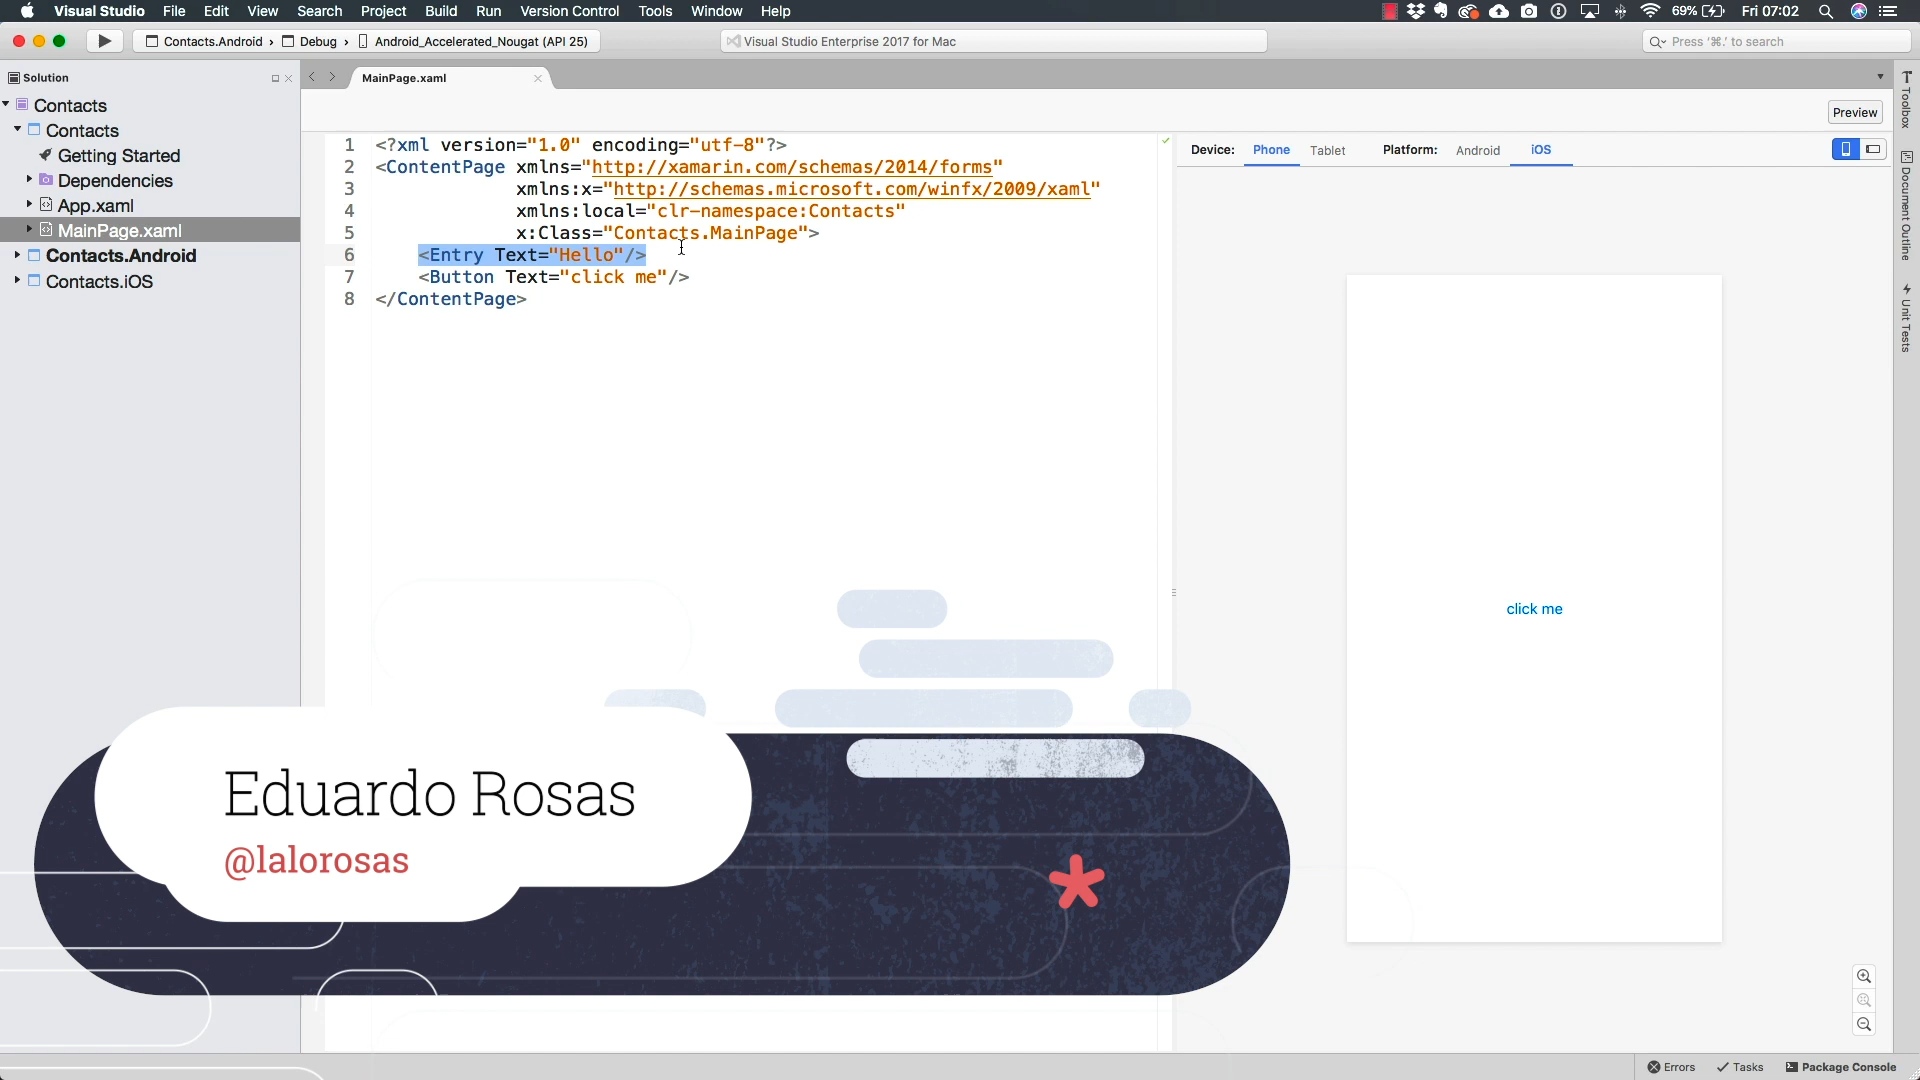 Visual Studio File Edit View Search Project Build Run Version Control Tools Window Help 69% Fri 07:02
Contacts.Android › Debug › Android_Accelerated_Nougat (API 25) Visual Studio Enterprise 2017 for Mac Press '⌘.' to search
Solution MainPage.xaml
Contacts
Contacts
Getting Started
Dependencies
App.xaml
MainPage.xaml
Contacts.Android
Contacts.iOS
Preview
1 <?xml version="1.0" encoding="utf-8"?>
2 <ContentPage xmlns="http://xamarin.com/schemas/2014/forms"
3 xmlns:x="http://schemas.microsoft.com/winfx/2009/xaml"
4 xmlns:local="clr-namespace:Contacts"
5 x:Class="Contacts.MainPage">
6 <Entry Text="Hello"/>
7 <Button Text="click me"/>
8 </ContentPage>
Device: Phone Tablet Platform: Android iOS
click me
Toolbox
Document Outline
Unit Tests
Eduardo Rosas
@lalorosas
Errors Tasks Package Console